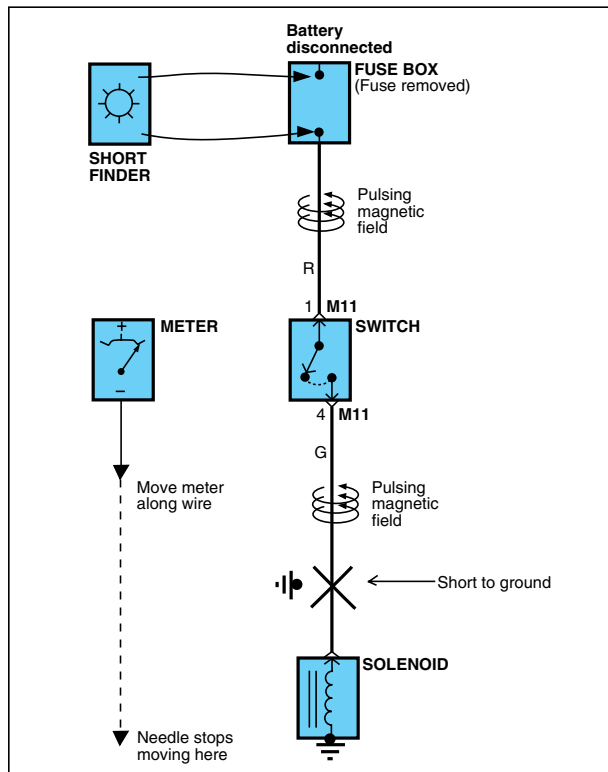 Battery
disconnected
FUSE BOX
(Fuse removed)
SHORT
FINDER
Pulsing
magnetic
field
R
1 M11
METER
SWITCH
+
−
4 M11
G
Move meter
along wire
Pulsing
magnetic
field
Short to ground
SOLENOID
Needle stops
moving here